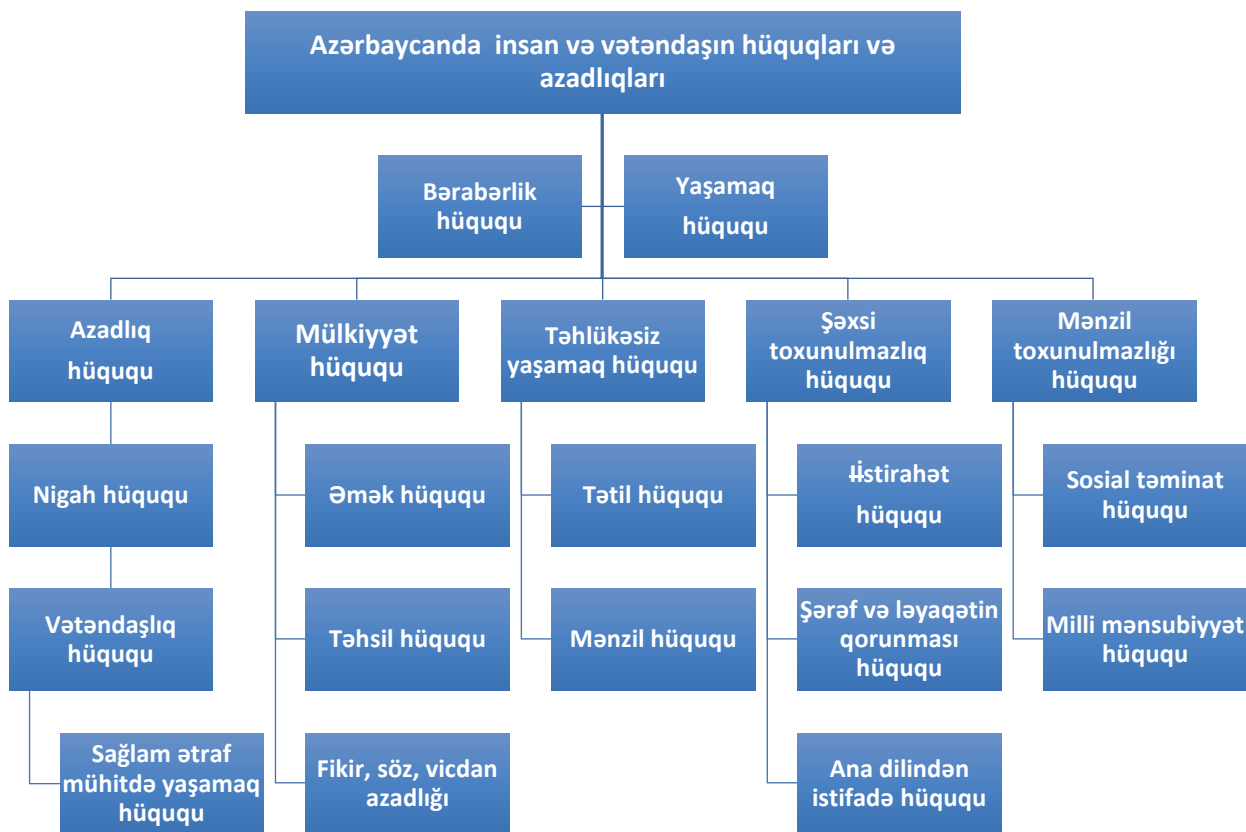 Azərbaycanda insan və vətəndaşın hüquqları və
azadlıqları
Bərabərlik
hüququ
Yaşamaq
hüququ
Azadlıq
hüququ
Mülkiyyət
hüququ
Təhlükəsiz
yaşamaq hüququ
Şəxsi
toxunulmazlıq
hüququ
Mənzil
toxunulmazlığı
hüququ
Nigah hüququ
Əmək hüququ
Tətil hüququ
İstirahət
hüququ
Sosial təminat
hüququ
Vətəndaşlıq
hüququ
Təhsil hüququ
Mənzil hüququ
Şərəf və ləyaqətin
qorunması
hüququ
Milli mənsubiyyət
hüququ
Sağlam ətraf
mühitdə yaşamaq
hüququ
Fikir, söz, vicdan
azadlığı
Ana dilindən
istifadə hüququ